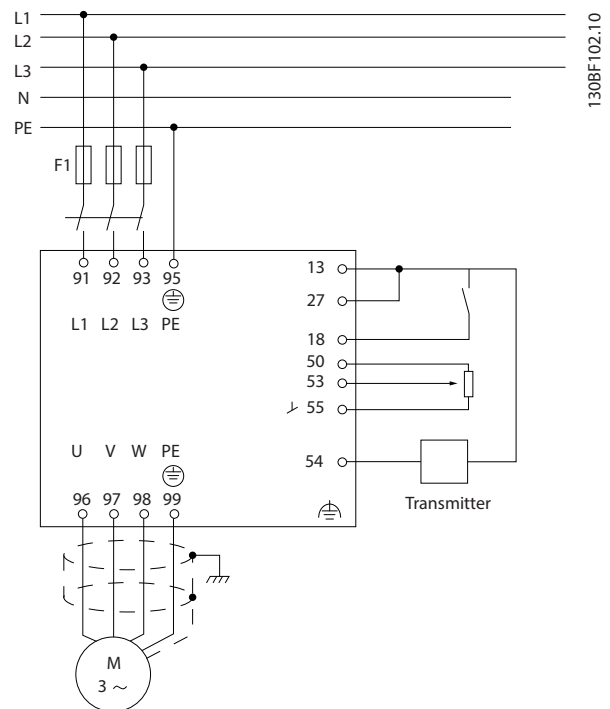 L1
L2
L3
N
PE
130BF102.10
F1
91 92 93 95
L1 L2 L3 PE
13
27
18
50
53
55
54
Transmitter
U V W PE
96 97 98 99
M
3 ~